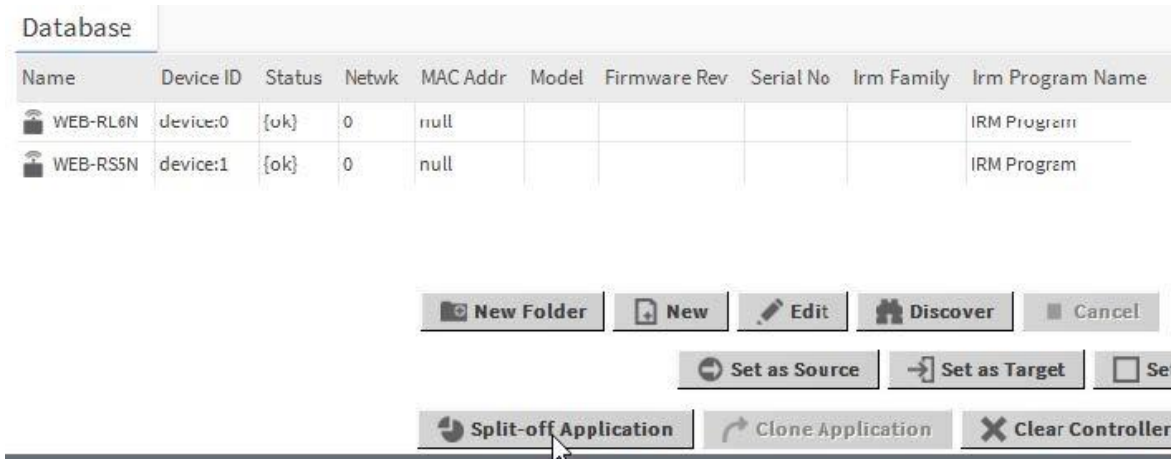 Database
Name Device ID Status Netwk MAC Addr Model Firmware Rev Serial No Irm Family Irm Program Name
WEB-RL6N device:0 {ok} 0 null IRM Program
WEB-RS5N device:1 {ok} 0 null IRM Program
New Folder New Edit Discover Cancel
Set as Source Set as Target Se
Split-off Application Clone Application Clear Controller